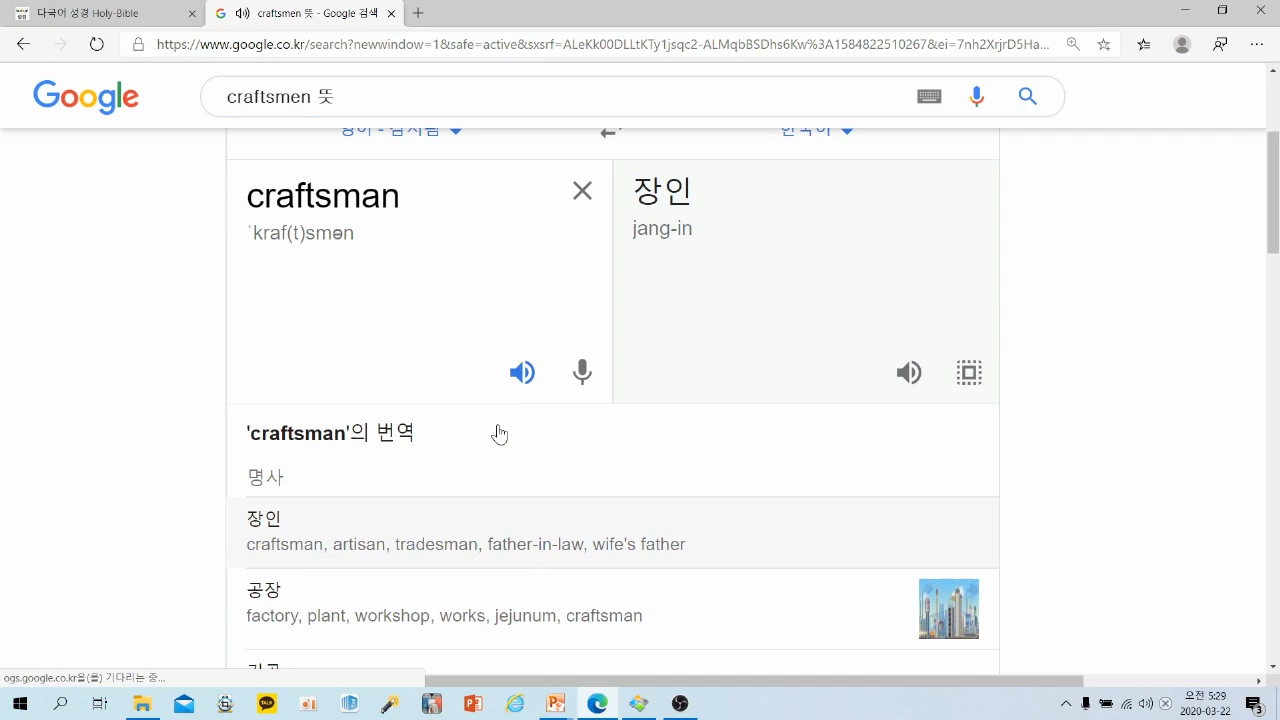 다국어 성경 Holy-Bible
craftsmen 뜻 - Google 검색
https://www.google.co.kr/search?newwindow=1&safe=active&sxsrf=ALeKk00DLLtKTy1jsqc2-ALMqbBSDhs6Kw%3A1584822510267&ei=7nh2XrjrD5Ha...
Google
craftsmen 뜻
한국어
craftsman
ˈkraf(t)smən
장인
jang-in
'craftsman'의 번역
명사
장인
craftsman, artisan, tradesman, father-in-law, wife's father
공장
factory, plant, workshop, works, jejunum, craftsman
ogs.google.co.kr을(를) 기다리는 중...
오전 5:29
2020-03-22